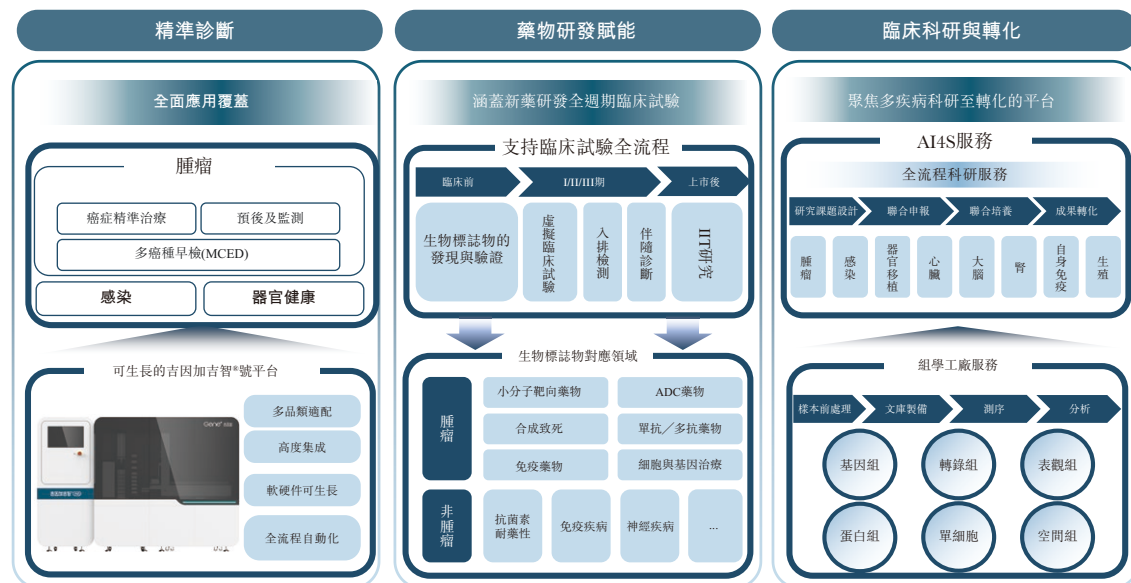 精準診斷
全面應用覆蓋
腫瘤
癌症精準治療
預後及監測
多癌種早檢(MCED)
感染
器官健康
可生長的吉因加吉智®號平台
Gene+
多品類適配
高度集成
軟硬件可生長
全流程自動化
藥物研發賦能
涵蓋新藥研發全週期臨床試驗
支持臨床試驗全流程
臨床前
I/II/III期
上市後
生物標誌物的
發現與驗證
虛擬臨床試驗
入排檢測
伴隨診斷
IIT研究
生物標誌物對應領域
腫瘤
小分子靶向藥物
ADC藥物
合成致死
單抗／多抗藥物
免疫藥物
細胞與基因治療
非腫瘤
抗菌素
耐藥性
免疫疾病
神經疾病
...
臨床科研與轉化
聚焦多疾病科研至轉化的平台
AI4S服務
全流程科研服務
研究課題設計
聯合申報
聯合培養
成果轉化
腫瘤
感染
器官移植
心臟
大腦
腎
自身免疫
生殖
組學工廠服務
樣本前處理
文庫製備
測序
分析
基因組
轉錄組
表觀組
蛋白組
單細胞
空間組